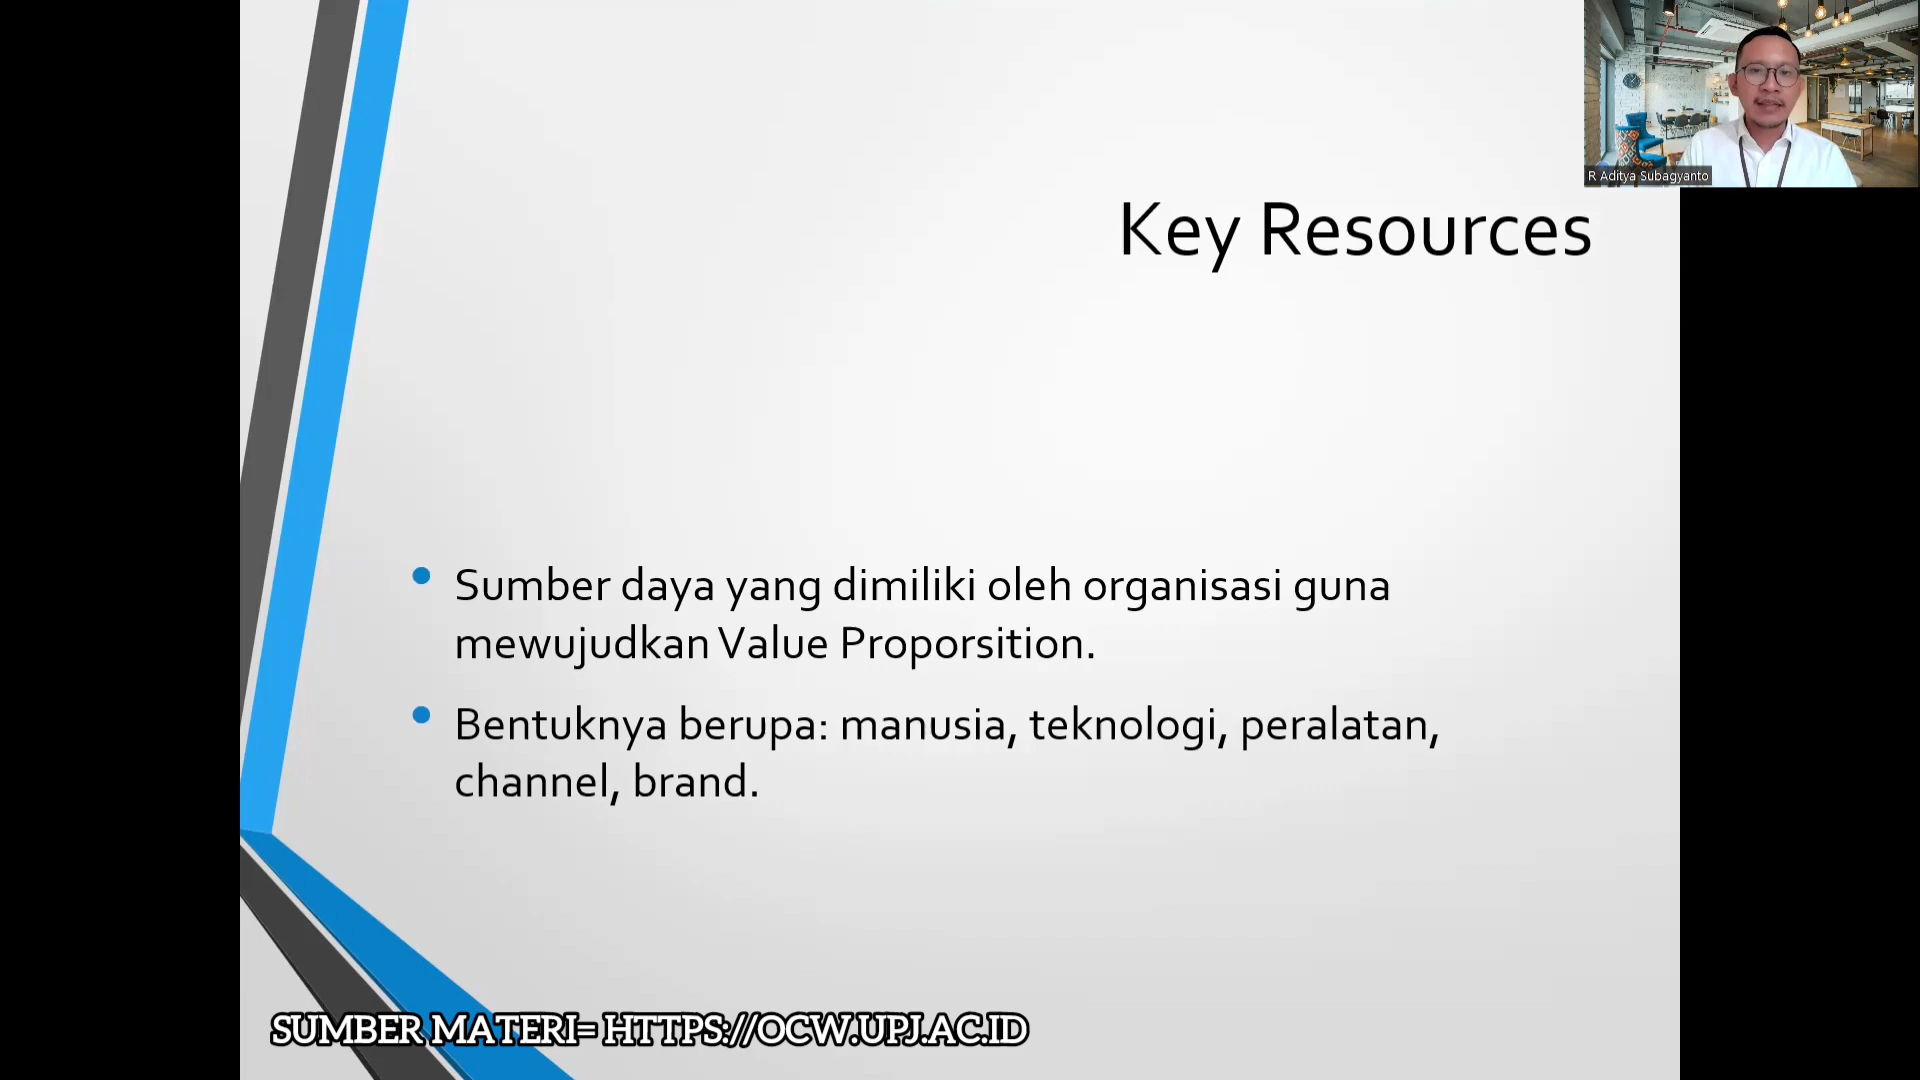 R Aditya Subagyanto
Key Resources
Sumber daya yang dimiliki oleh organisasi guna
mewujudkan Value Proporsition.
Bentuknya berupa: manusia, teknologi, peralatan,
channel, brand.
SUMBER MATERI= HTTPS://OCW.UPJ.AC.ID